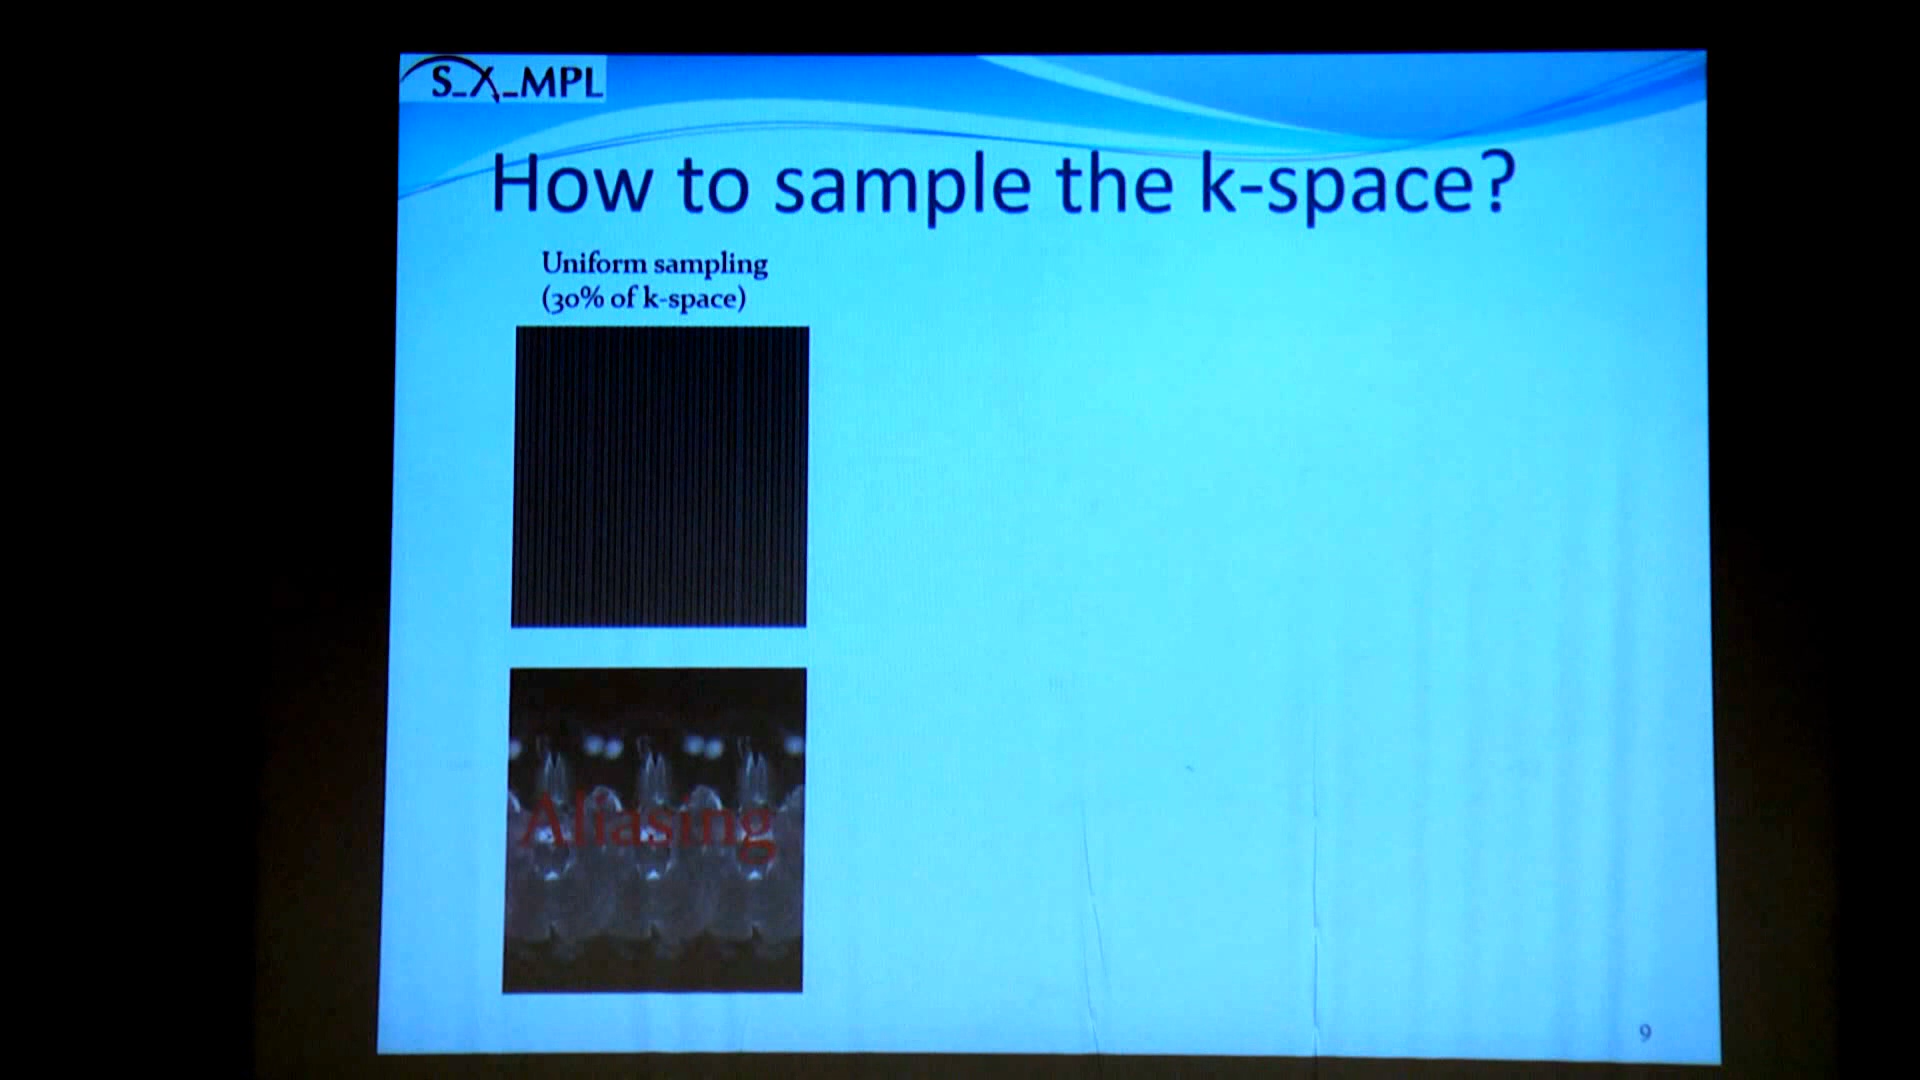 S_X_MPL
How to sample the k-space?
Uniform sampling
(30% of k-space)
Aliasing
9